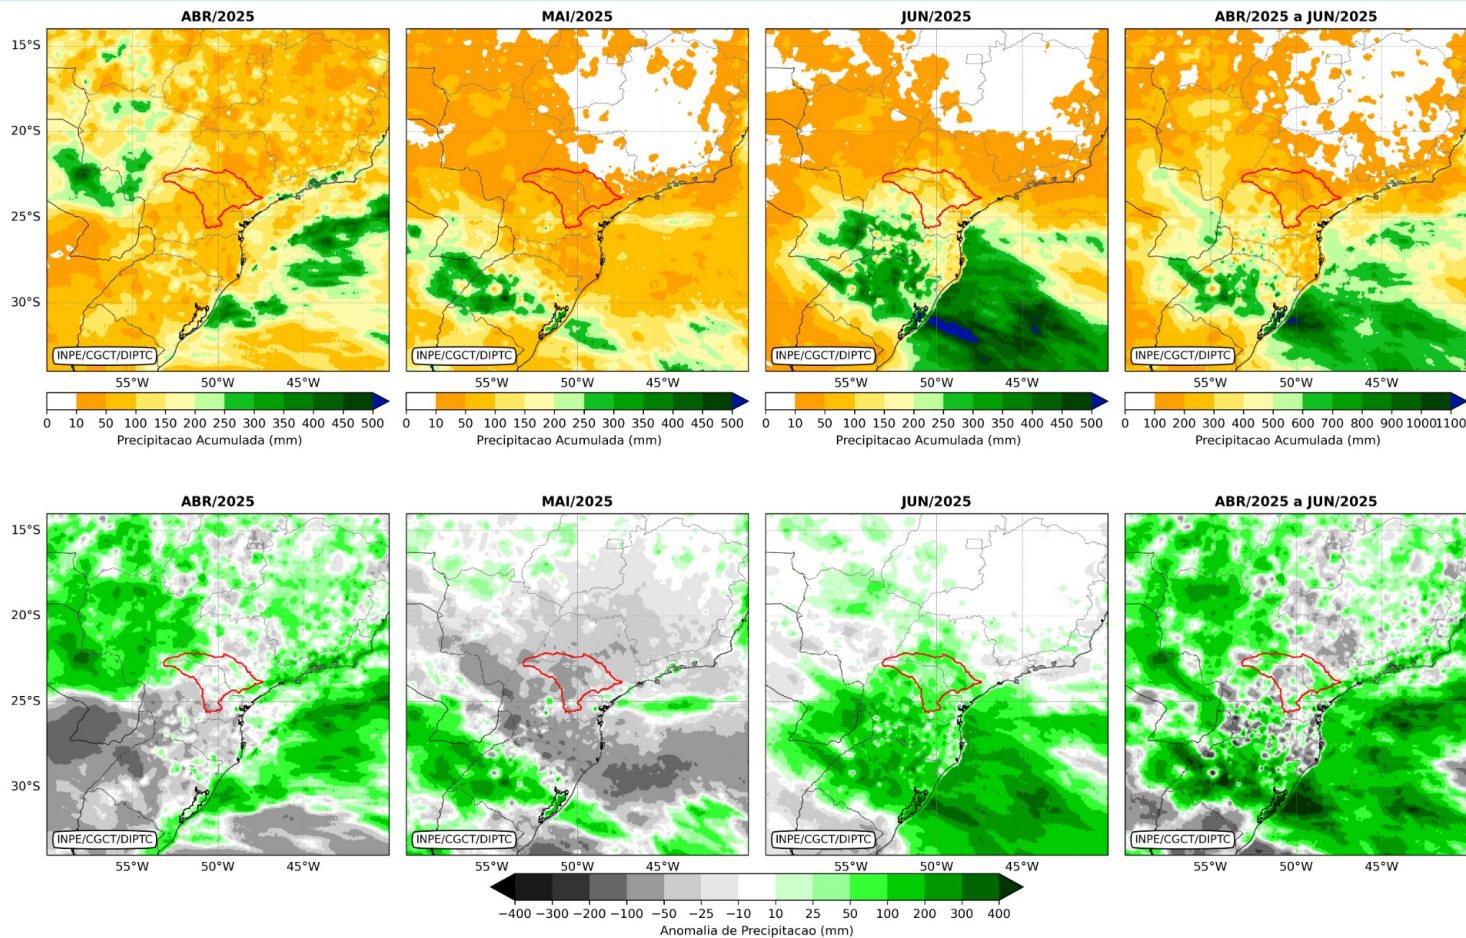 ABR/2025 MAI/2025 JUN/2025 ABR/2025 a JUN/2025
15°S
20°S
25°S
30°S
INPE/CGCT/DIPTC INPE/CGCT/DIPTC INPE/CGCT/DIPTC INPE/CGCT/DIPTC
55°W 50°W 45°W 55°W 50°W 45°W 55°W 50°W 45°W 55°W 50°W 45°W
0 10 50 100 150 200 250 300 350 400 450 500 0 10 50 100 150 200 250 300 350 400 450 500 0 10 50 100 150 200 250 300 350 400 450 500 0 100 200 300 400 500 600 700 800 900 1000 1100
Precipitacao Acumulada (mm) Precipitacao Acumulada (mm) Precipitacao Acumulada (mm) Precipitacao Acumulada (mm)
ABR/2025 MAI/2025 JUN/2025 ABR/2025 a JUN/2025
15°S
20°S
25°S
30°S
INPE/CGCT/DIPTC INPE/CGCT/DIPTC INPE/CGCT/DIPTC INPE/CGCT/DIPTC
55°W 50°W 45°W 55°W 50°W 45°W 55°W 50°W 45°W 55°W 50°W 45°W
−400 −300 −200 −100 −50 −25 −10 10 25 50 100 200 300 400
Anomalia de Precipitacao (mm)